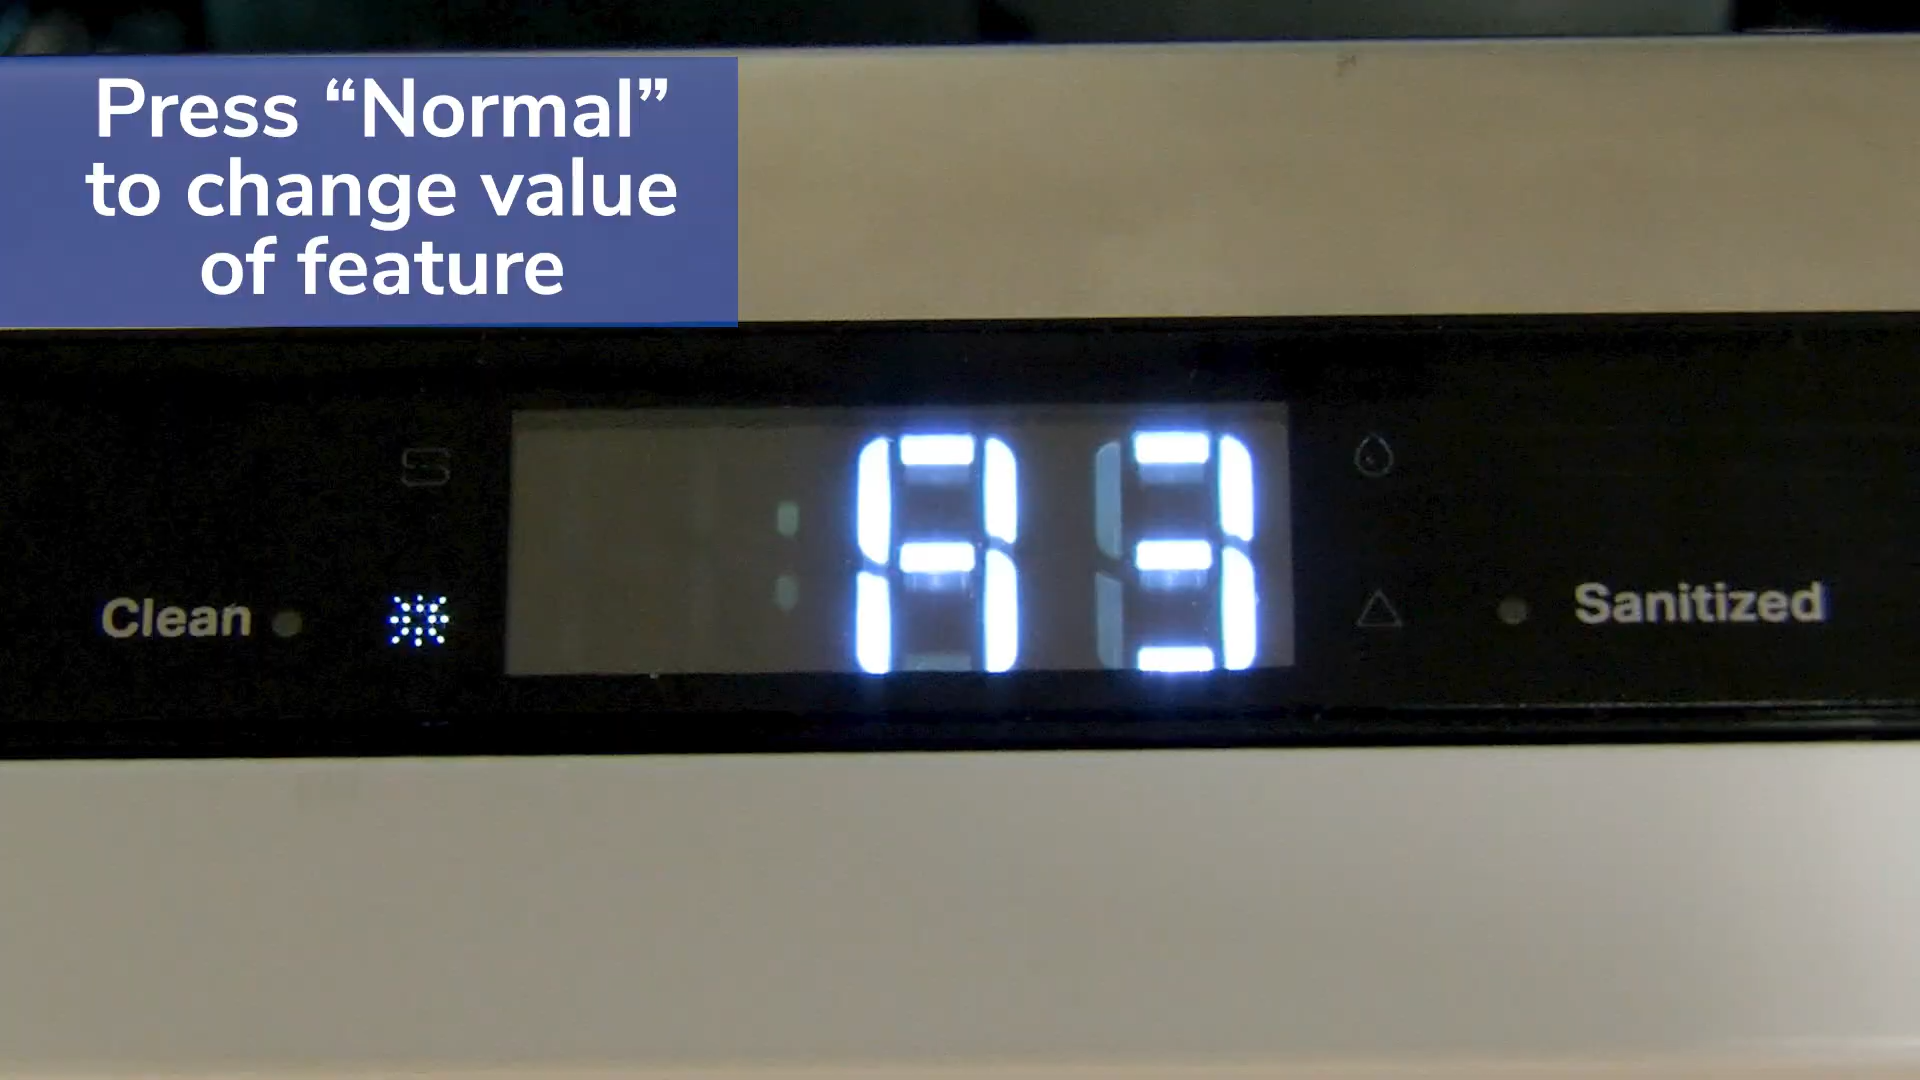 Press “Normal”
to change value
of feature
A3
Clean
Sanitized